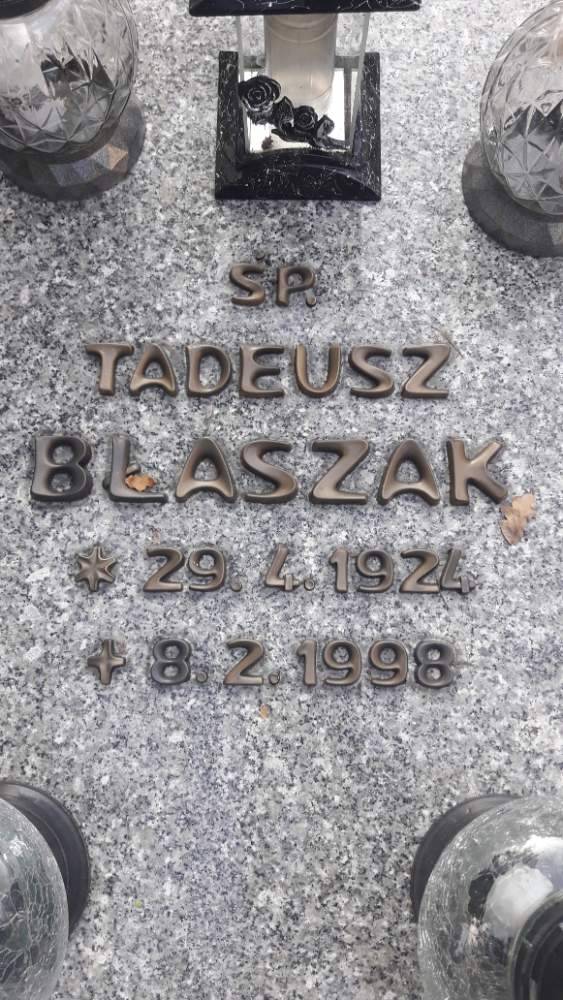 ŚP.
TADEUSZ
BŁASZAK
* 29. 4. 1924
+ 8. 2. 1998